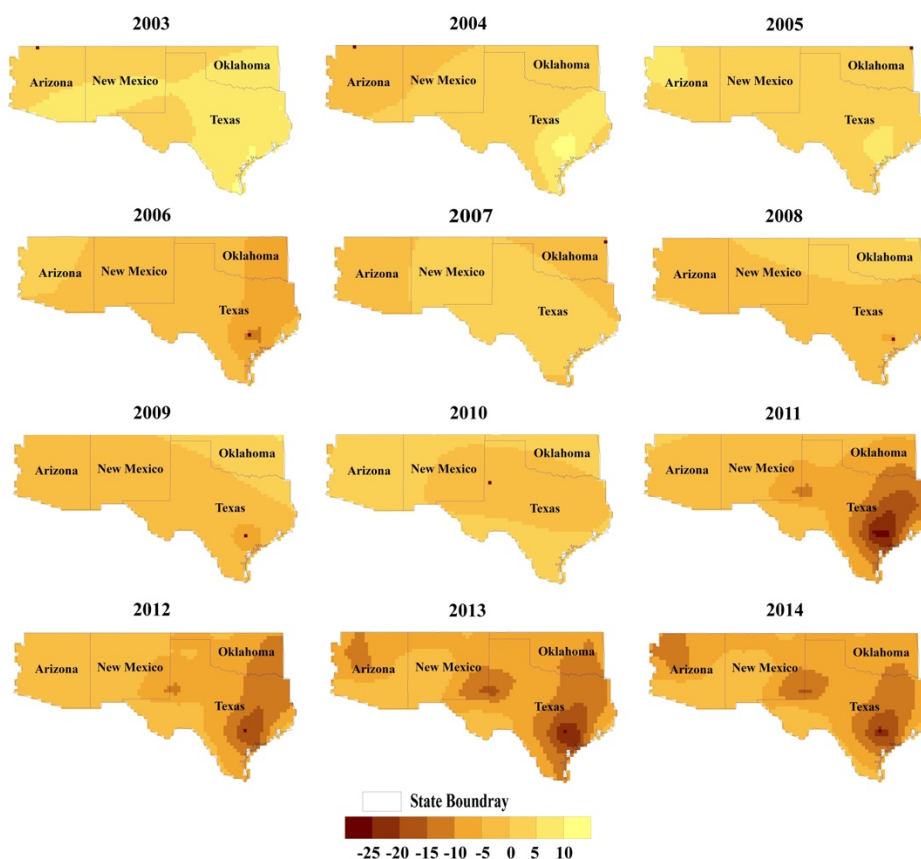 2003 2004 2005
Oklahoma Oklahoma Oklahoma
Arizona New Mexico Arizona New Mexico Arizona New Mexico
Texas Texas Texas
2006 2007 2008
Oklahoma Oklahoma Oklahoma
Arizona New Mexico Arizona New Mexico Arizona New Mexico
Texas Texas Texas
2009 2010 2011
Oklahoma Oklahoma Oklahoma
Arizona New Mexico Arizona New Mexico Arizona New Mexico
Texas Texas Texas
2012 2013 2014
Oklahoma Oklahoma Oklahoma
Arizona New Mexico Arizona New Mexico Arizona New Mexico
Texas Texas Texas
State Boundray
-25 -20 -15 -10 -5 0 5 10